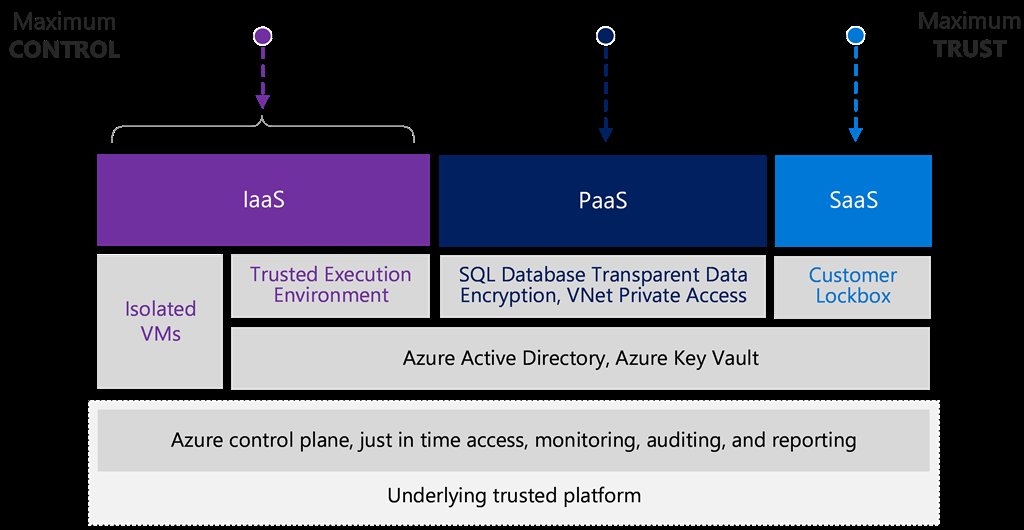 Maximum
CONTROL
Maximum
TRUST
IaaS
PaaS
SaaS
Isolated
VMs
Trusted Execution
Environment
SQL Database Transparent Data
Encryption, VNet Private Access
Customer
Lockbox
Azure Active Directory, Azure Key Vault
Azure control plane, just in time access, monitoring, auditing, and reporting
Underlying trusted platform